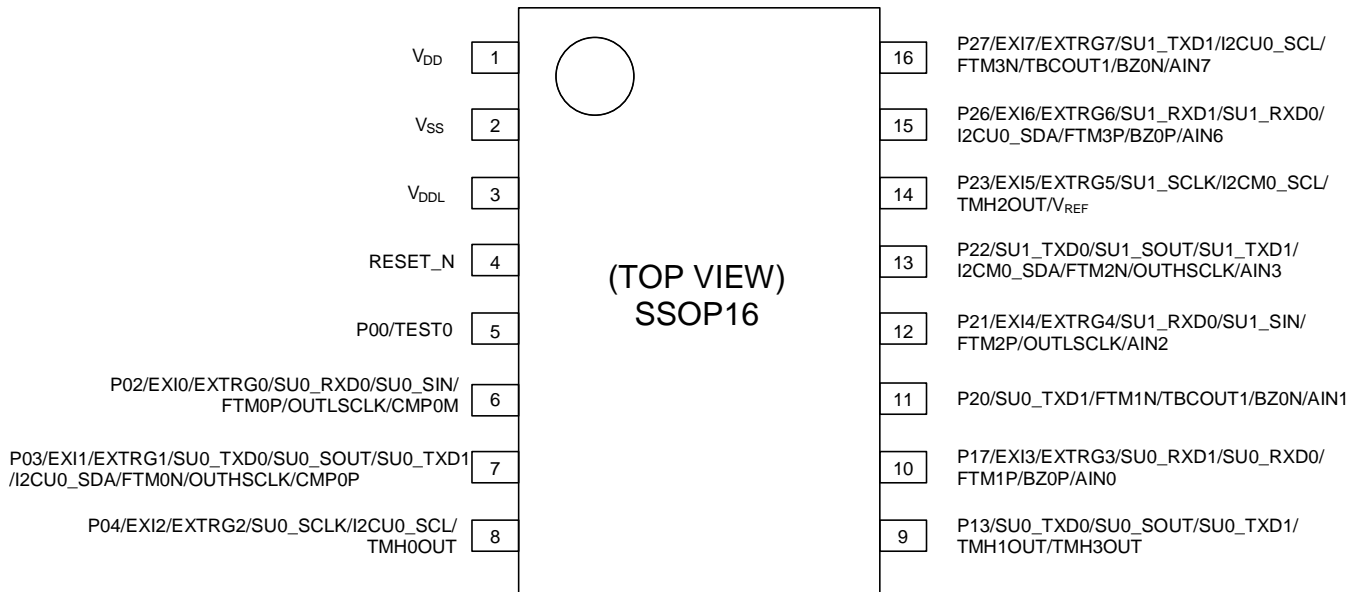 VDD
1
VSS
2
VDDL
3
RESET_N
4
P00/TEST0
5
P02/EXI0/EXTRG0/SU0_RXD0/SU0_SIN/
FTM0P/OUTLSCLK/CMP0M
6
P03/EXI1/EXTRG1/SU0_TXD0/SU0_SOUT/SU0_TXD1
/I2CU0_SDA/FTM0N/OUTHSCLK/CMP0P
7
P04/EXI2/EXTRG2/SU0_SCLK/I2CU0_SCL/
TMH0OUT
8
(TOP VIEW)
SSOP16
16
P27/EXI7/EXTRG7/SU1_TXD1/I2CU0_SCL/
FTM3N/TBCOUT1/BZ0N/AIN7
15
P26/EXI6/EXTRG6/SU1_RXD1/SU1_RXD0/
I2CU0_SDA/FTM3P/BZ0P/AIN6
14
P23/EXI5/EXTRG5/SU1_SCLK/I2CM0_SCL/
TMH2OUT/VREF
13
P22/SU1_TXD0/SU1_SOUT/SU1_TXD1/
I2CM0_SDA/FTM2N/OUTHSCLK/AIN3
12
P21/EXI4/EXTRG4/SU1_RXD0/SU1_SIN/
FTM2P/OUTLSCLK/AIN2
11
P20/SU0_TXD1/FTM1N/TBCOUT1/BZ0N/AIN1
10
P17/EXI3/EXTRG3/SU0_RXD1/SU0_RXD0/
FTM1P/BZ0P/AIN0
9
P13/SU0_TXD0/SU0_SOUT/SU0_TXD1/
TMH1OUT/TMH3OUT